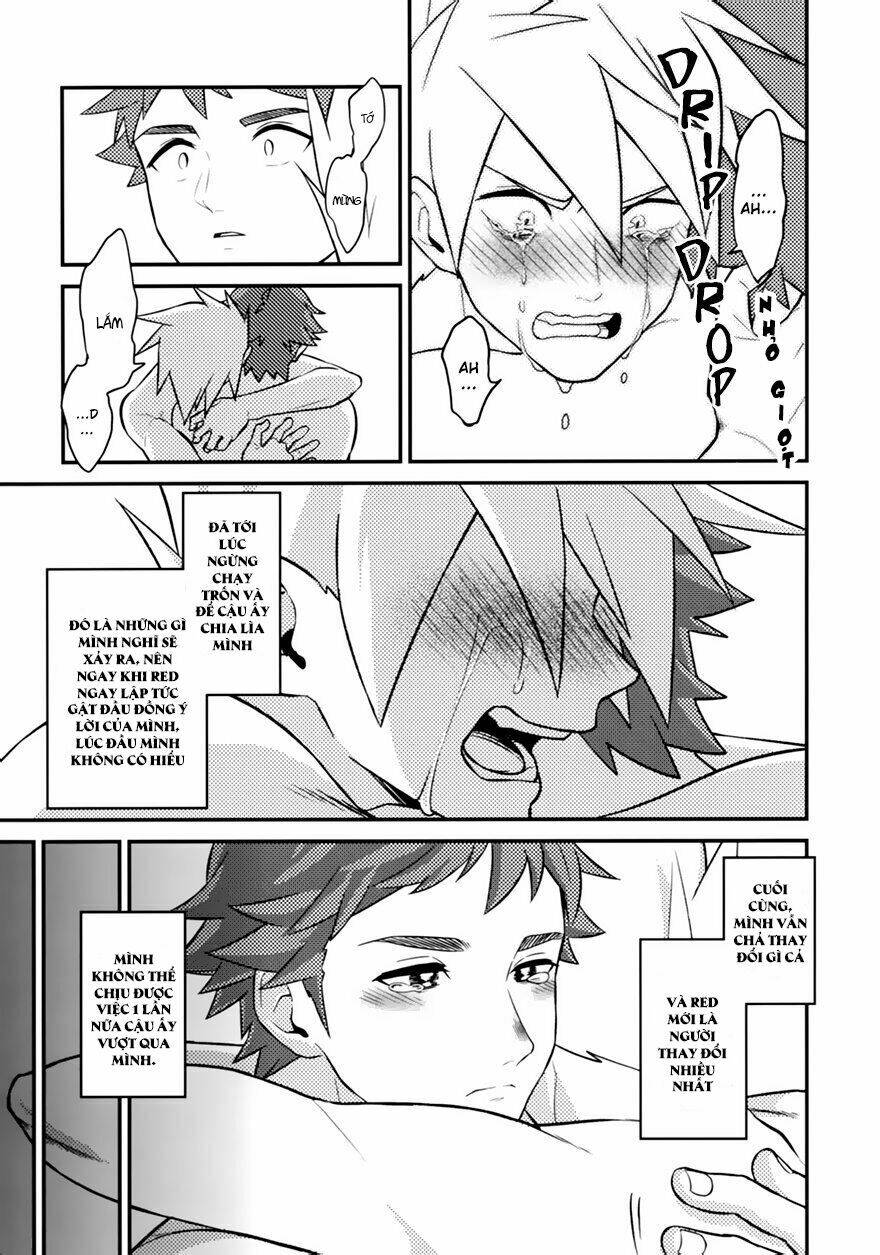 ...
AH...
DRIP DROP
NHỎ GIỌT
AH
...
TỚ
MỪNG
LẮM
...D
...
ĐÃ TỚI
LÚC
NGỪNG
CHẠY
TRỐN VÀ
ĐỂ CẬU ẤY
CHIA LÌA
MÌNH
ĐÓ LÀ NHỮNG GÌ
MÌNH NGHĨ SẼ
XẢY RA, NÊN
NGAY KHI RED
NGAY LẬP TỨC
GẬT ĐẦU ĐỒNG Ý
LỜI CỦA MÌNH,
LÚC ĐẦU MÌNH
KHÔNG CÓ HIỂU
CUỐI
CÙNG,
MÌNH VẪN
CHẢ THAY
ĐỔI GÌ CẢ
VÀ RED
MỚI LÀ
NGƯỜI
THAY ĐỔI
NHIỀU
NHẤT
MÌNH
KHÔNG THỂ
CHỊU ĐƯỢC
VIỆC 1 LẦN
NỮA CẬU ẤY
VƯỢT QUA
MÌNH.